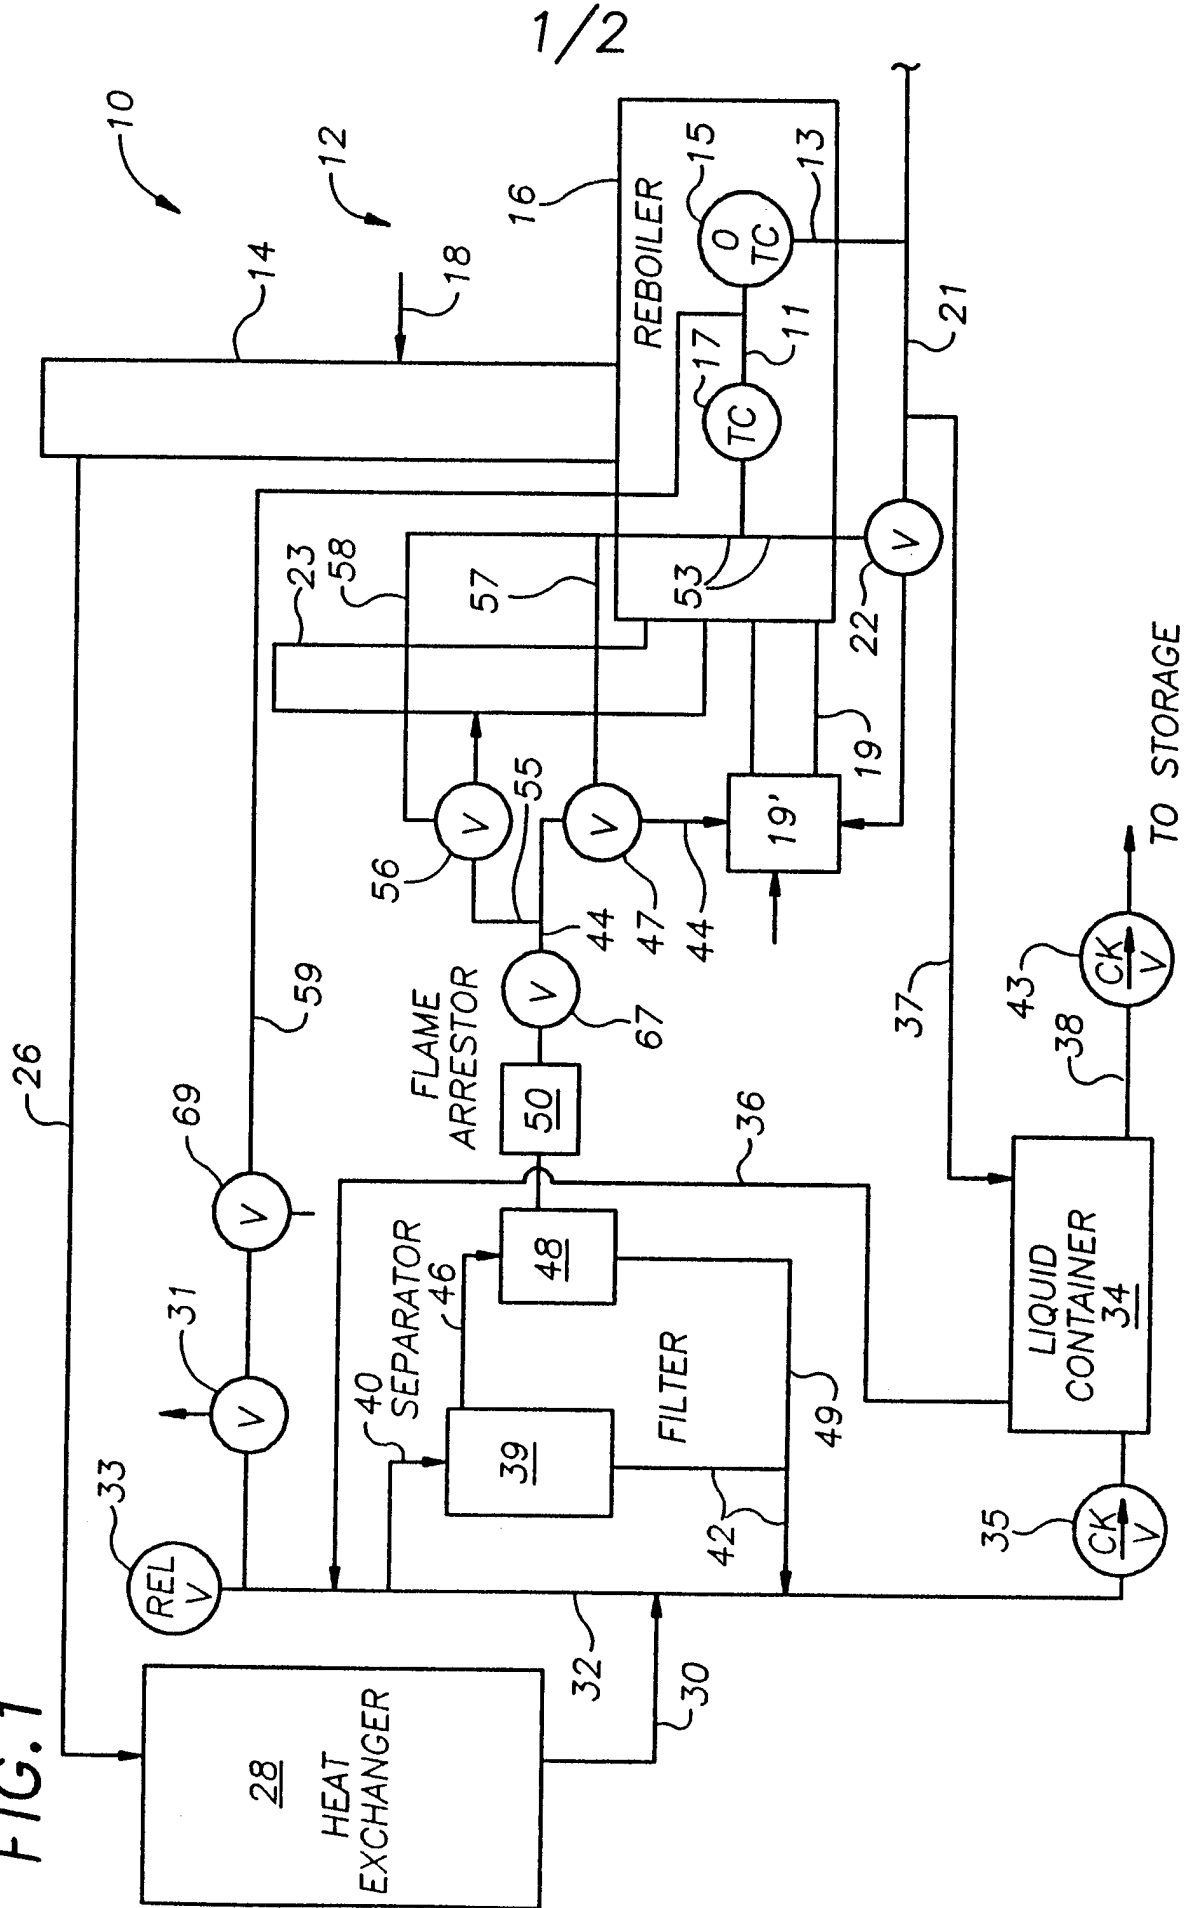 1/2
FIG. 1
10
12
14
18
16
REBOILER
15
O
TC
13
17
TC
11
21
26
59
58
23
57
53
V
22
69
V
31
V
33
REL
V
56
V
55
44
V
47
44
19'
19
FLAME
ARRESTOR
50
V
67
SEPARATOR
40
46
48
39
FILTER
36
37
49
42
28
HEAT
EXCHANGER
32
30
35
CK
V
LIQUID
CONTAINER
34
38
43
CK
V
TO STORAGE